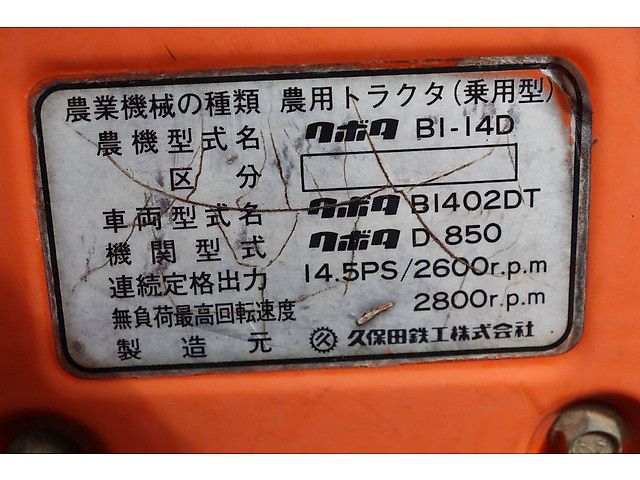 農業機械の種類 農用トラクタ(乗用型)
農機型式名 クボタ B1-14D
区分
車両型式名 クボタ B1402DT
機関型式 クボタ D 850
連続定格出力 14.5PS/2600r.p.m
無負荷最高回転速度 2800r.p.m
製造元 久保田鉄工株式会社